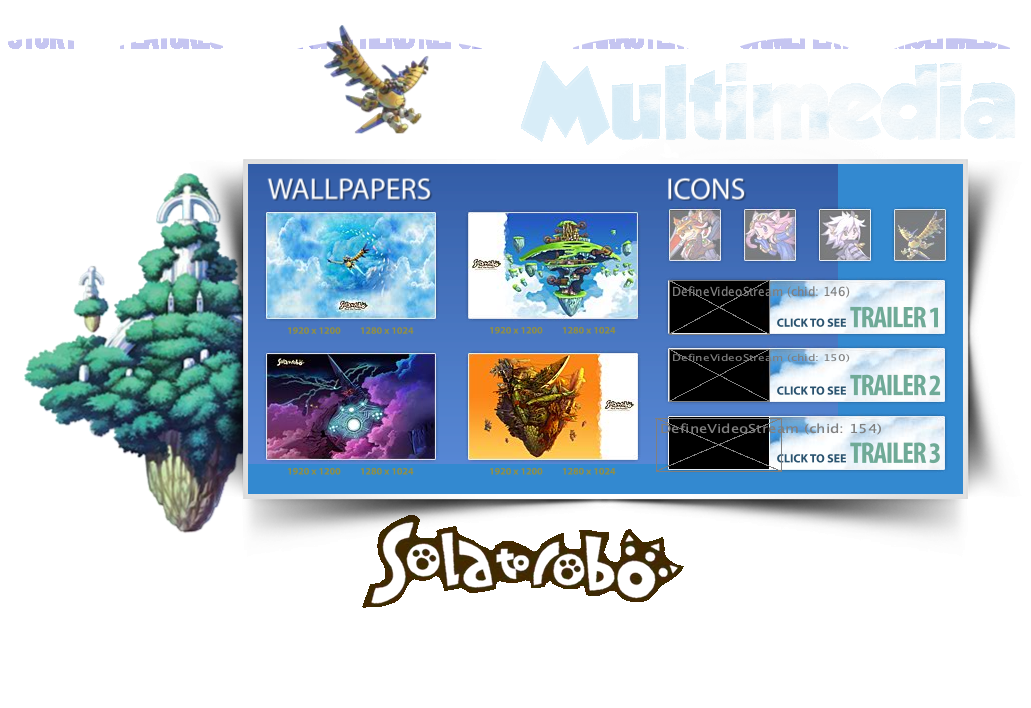 Multimedia
WALLPAPERS
ICONS
1920 x 1200 1280 x 1024
1920 x 1200 1280 x 1024
DefineVideoStream (chid: 146)
CLICK TO SEE TRAILER 1
DefineVideoStream (chid: 150)
CLICK TO SEE TRAILER 2
DefineVideoStream (chid: 154)
CLICK TO SEE TRAILER 3
1920 x 1200 1280 x 1024
1920 x 1200 1280 x 1024
Solatorobo